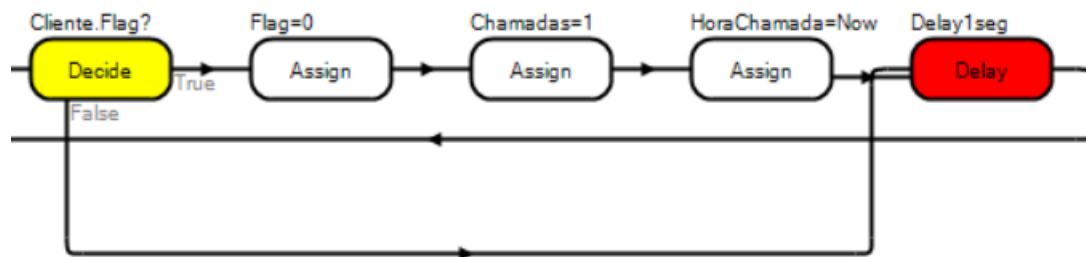 Cliente.Flag?
Flag=0
Chamadas=1
HoraChamada=Now
Delay1seg
Decide
True
Assign
Assign
Assign
Delay
False